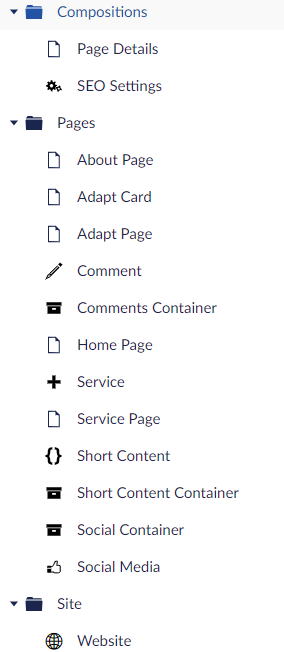 Compositions
Page Details
SEO Settings
Pages
About Page
Adapt Card
Adapt Page
Comment
Comments Container
Home Page
Service
Service Page
Short Content
Short Content Container
Social Container
Social Media
Site
Website